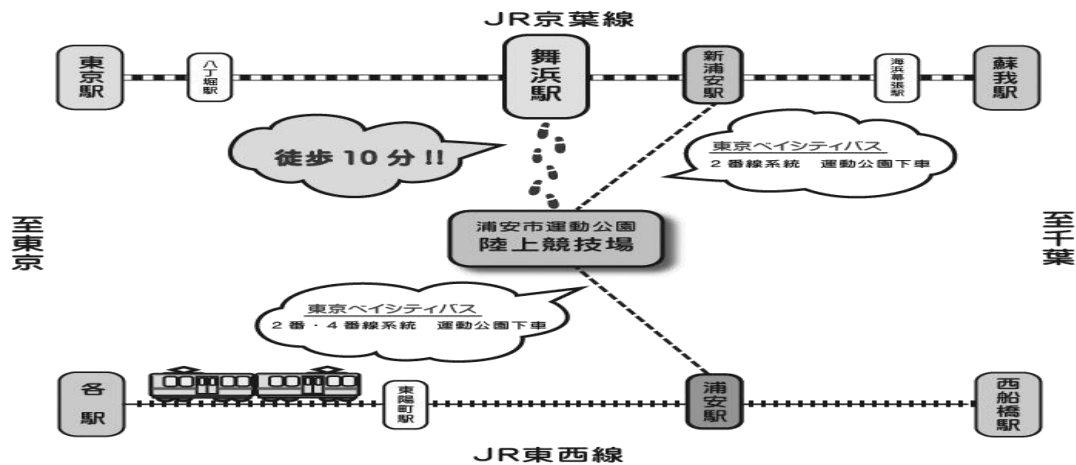 JR京葉線
東京駅
八丁堀駅
舞浜駅
新浦安駅
海浜幕張駅
蘇我駅
徒歩10分!!
東京ベイシティバス
2番線系統　運動公園下車
浦安市運動公園
陸上競技場
至東京
至千葉
東京ベイシティバス
2番・4番線系統　運動公園下車
各駅
東陽町駅
浦安駅
西船橋駅
JR東西線